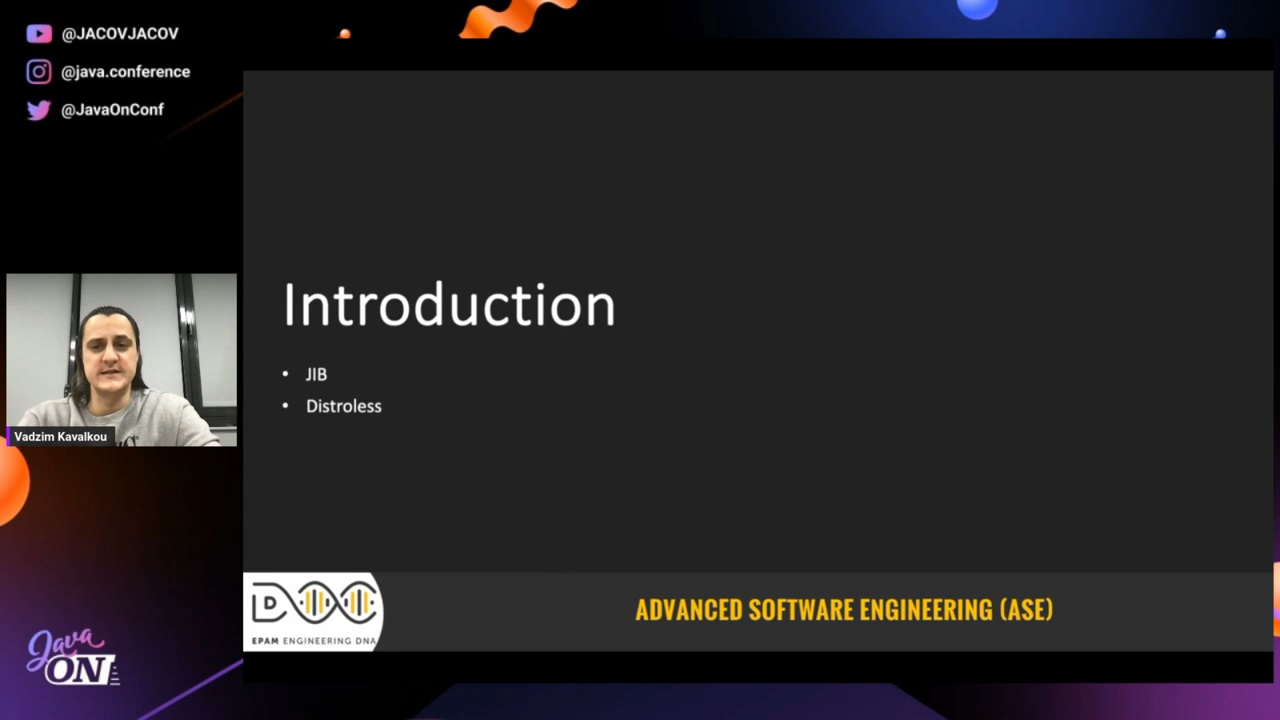 @JACOVJACOV
@java.conference
@JavaOnConf
Introduction
• JIB
• Distroless
Vadzim Kavalkou
EPAM ENGINEERING DNA
ADVANCED SOFTWARE ENGINEERING (ASE)
Java
ON!